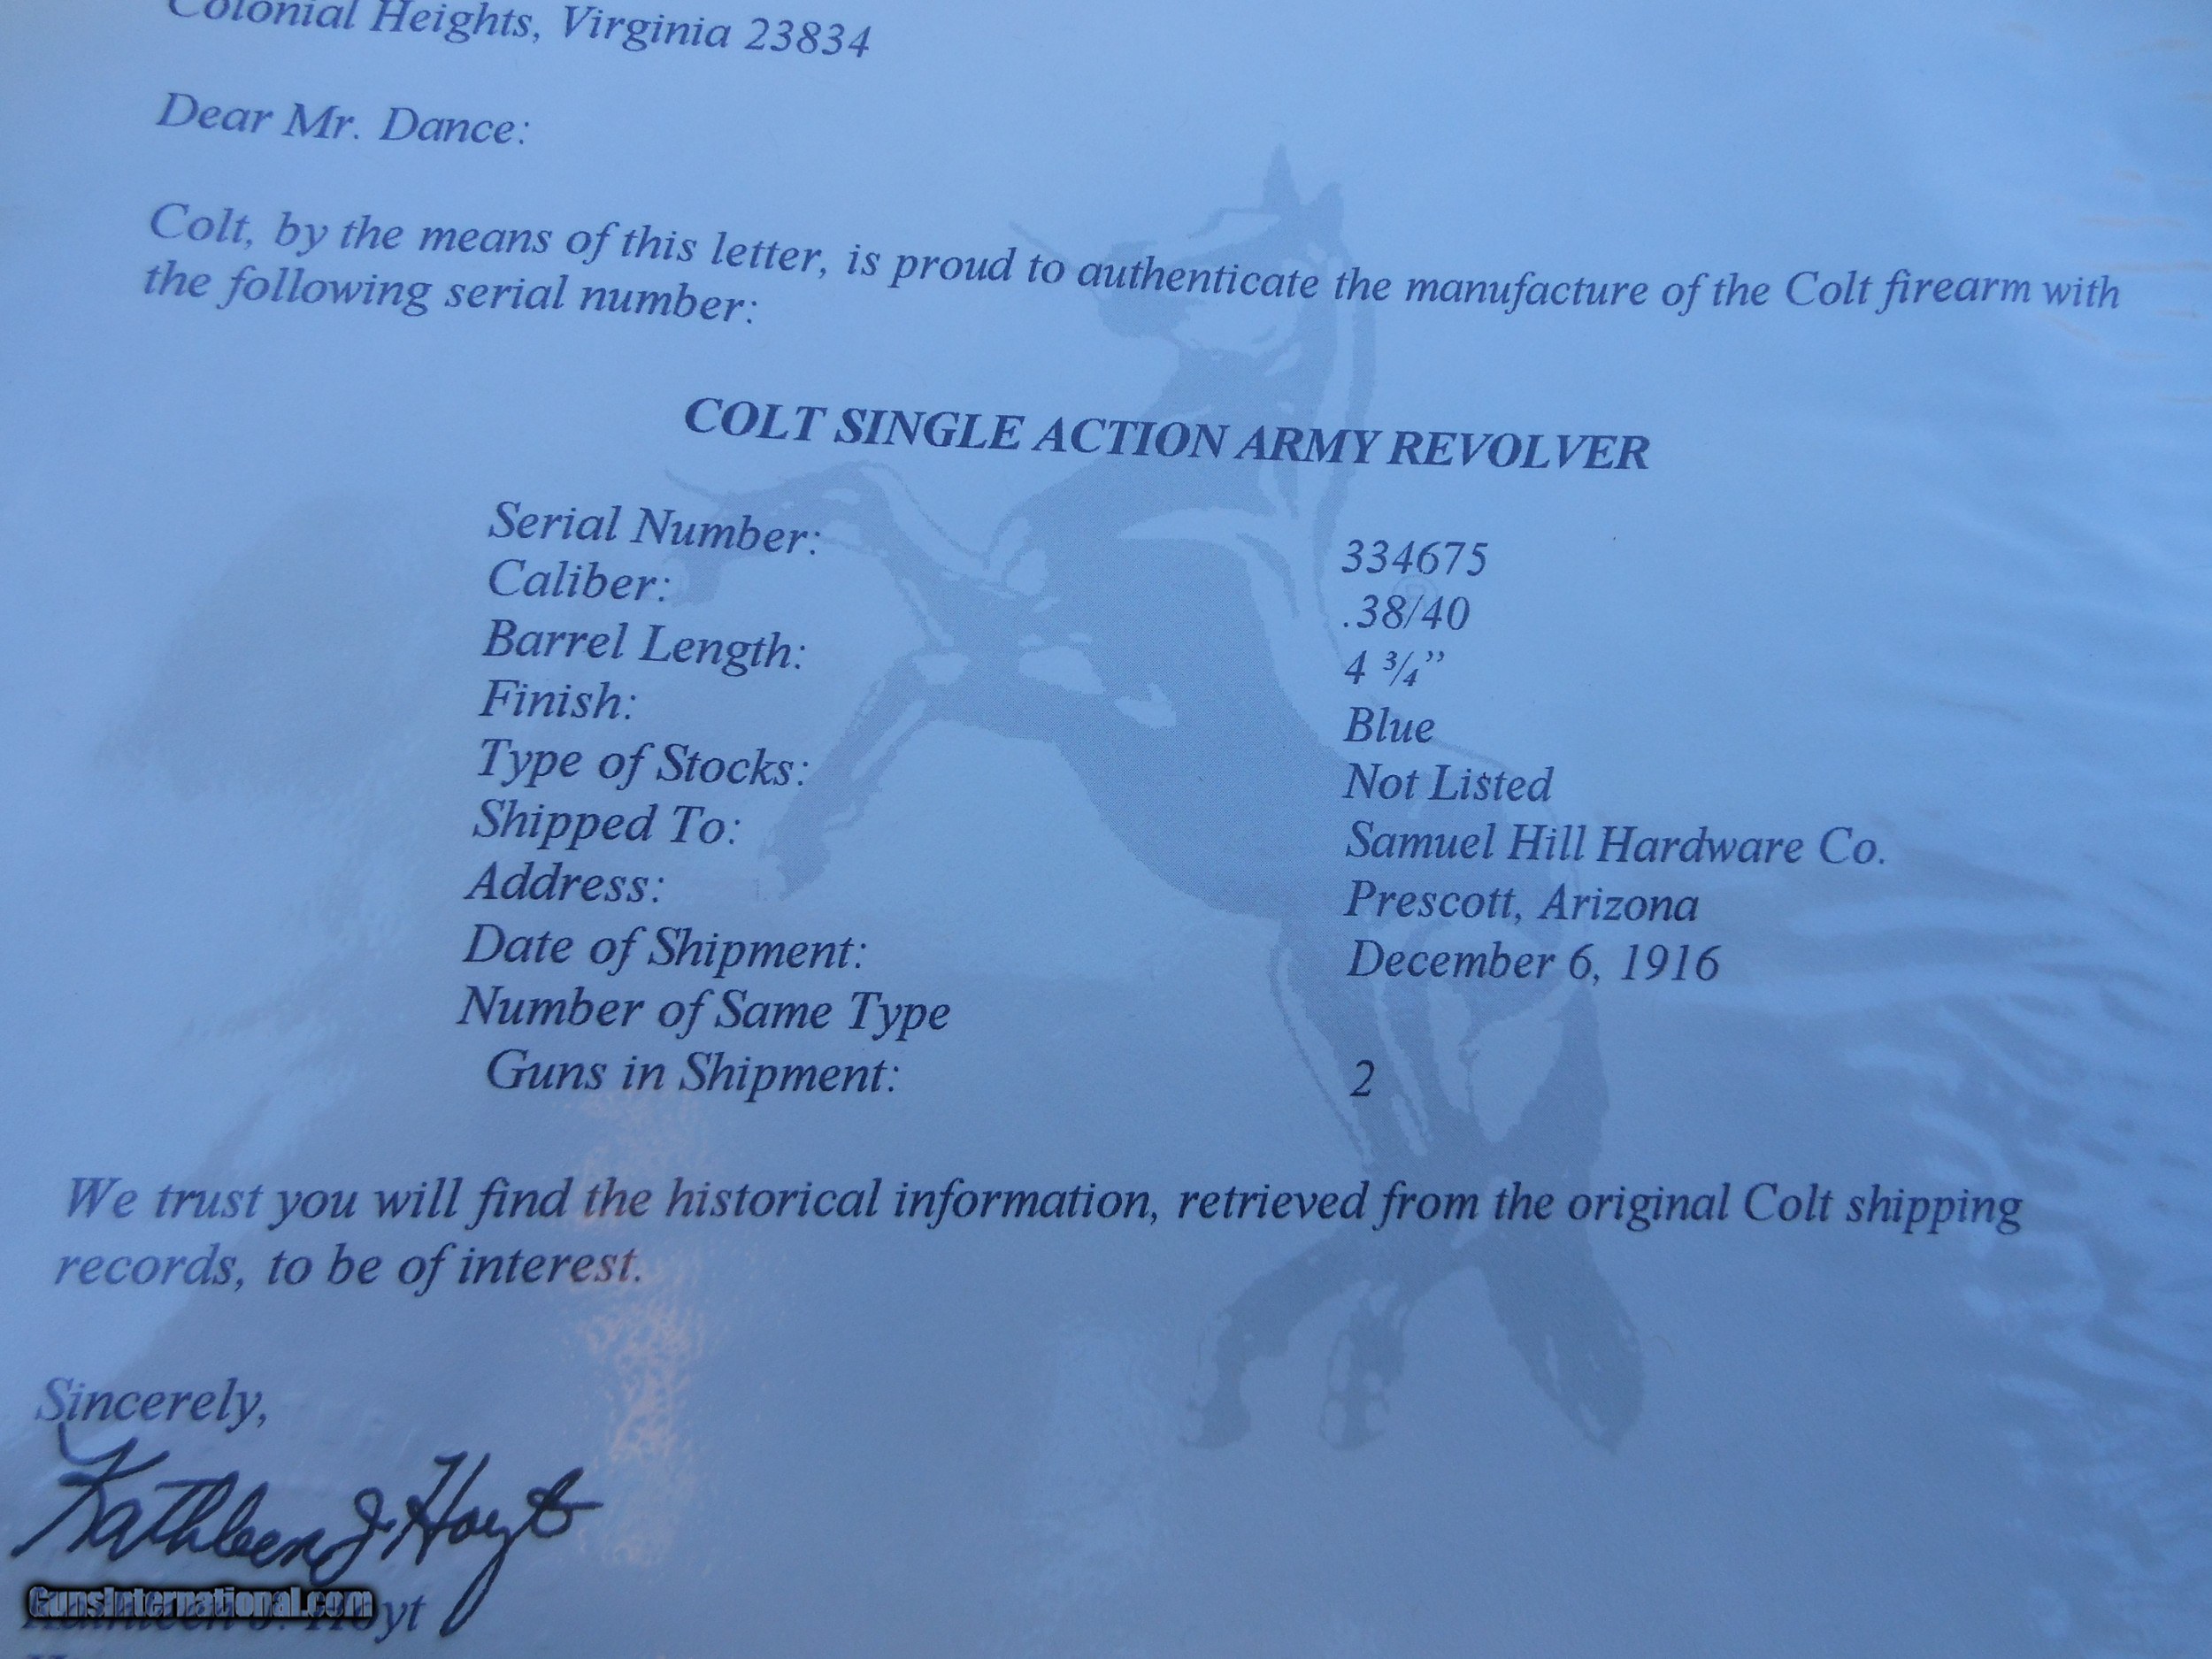 Colonial Heights, Virginia 23834
Dear Mr. Dance:
Colt, by the means of this letter, is proud to authenticate the manufacture of the Colt firearm with
the following serial number:
COLT SINGLE ACTION ARMY REVOLVER
Serial Number: 334675
Caliber: .38/40
Barrel Length: 4 ¾”
Finish: Blue
Type of Stocks: Not Listed
Shipped To: Samuel Hill Hardware Co.
Address: Prescott, Arizona
Date of Shipment: December 6, 1916
Number of Same Type
Guns in Shipment: 2
We trust you will find the historical information, retrieved from the original Colt shipping
records, to be of interest.
Sincerely,
Kathleen J. Hoyt
GunsInternational.com
Kathleen J. Hoyt